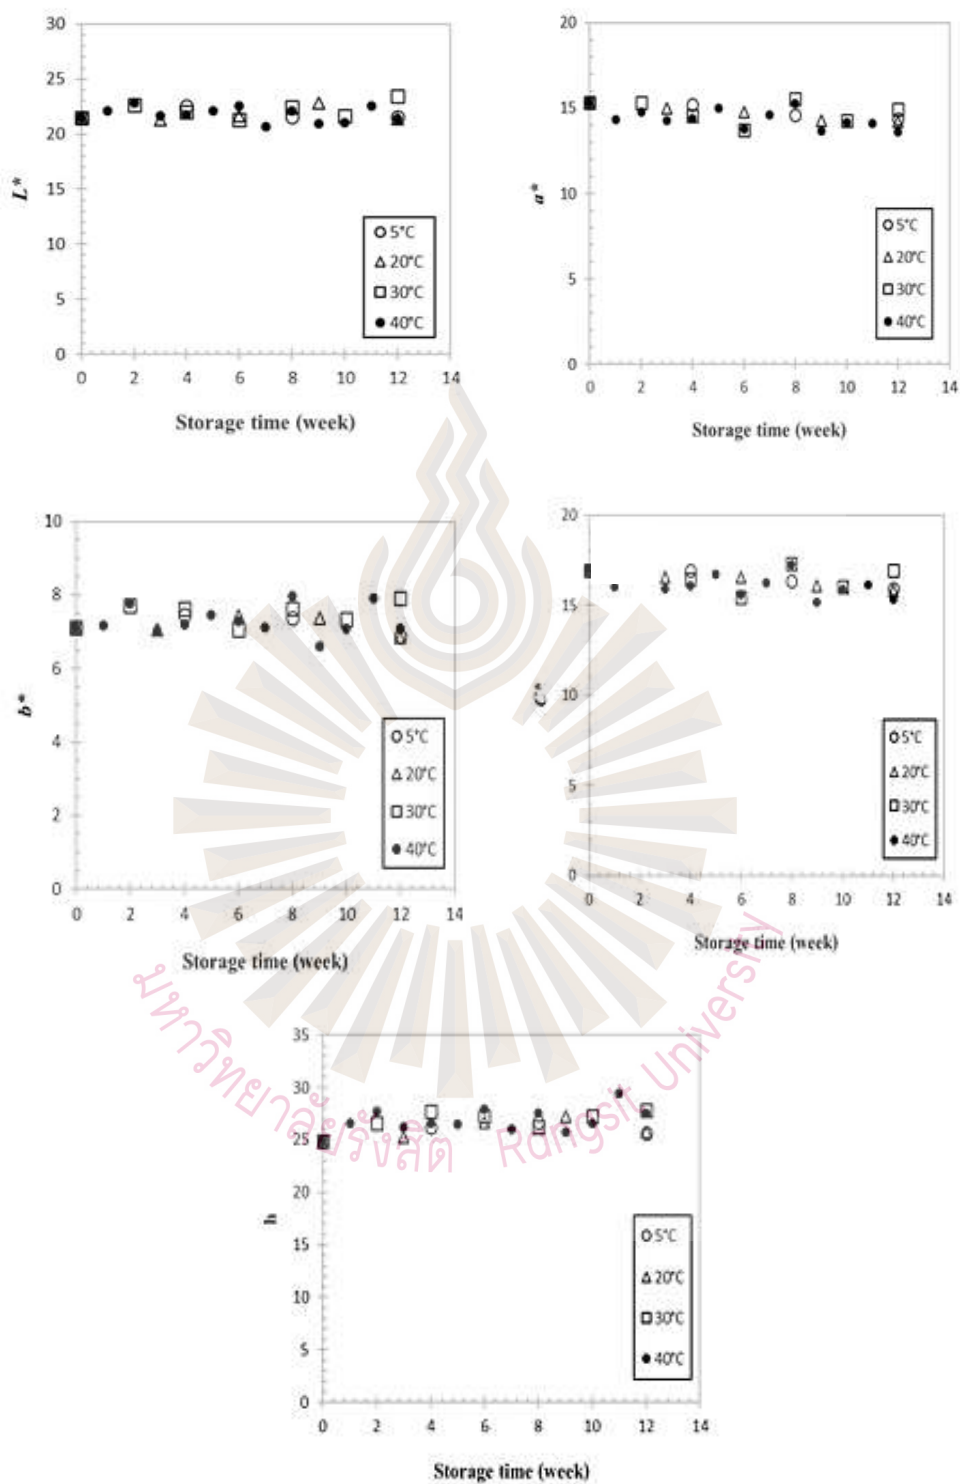 30
25
20
15
10
5
0
0 2 4 6 8 10 12 14
L*
Storage time (week)
5°C
20°C
30°C
40°C
20
15
10
5
0
0 2 4 6 8 10 12 14
a*
Storage time (week)
5°C
20°C
30°C
40°C
10
8
6
4
2
0
0 2 4 6 8 10 12 14
b*
Storage time (week)
5°C
20°C
30°C
40°C
20
15
10
5
0
0 2 4 6 8 10 12 14
C*
Storage time (week)
5°C
20°C
30°C
40°C
35
30
25
20
15
10
5
0
0 2 4 6 8 10 12 14
h
Storage time (week)
5°C
20°C
30°C
40°C
มหาวิทยาลัยรังสิต Rangsit University